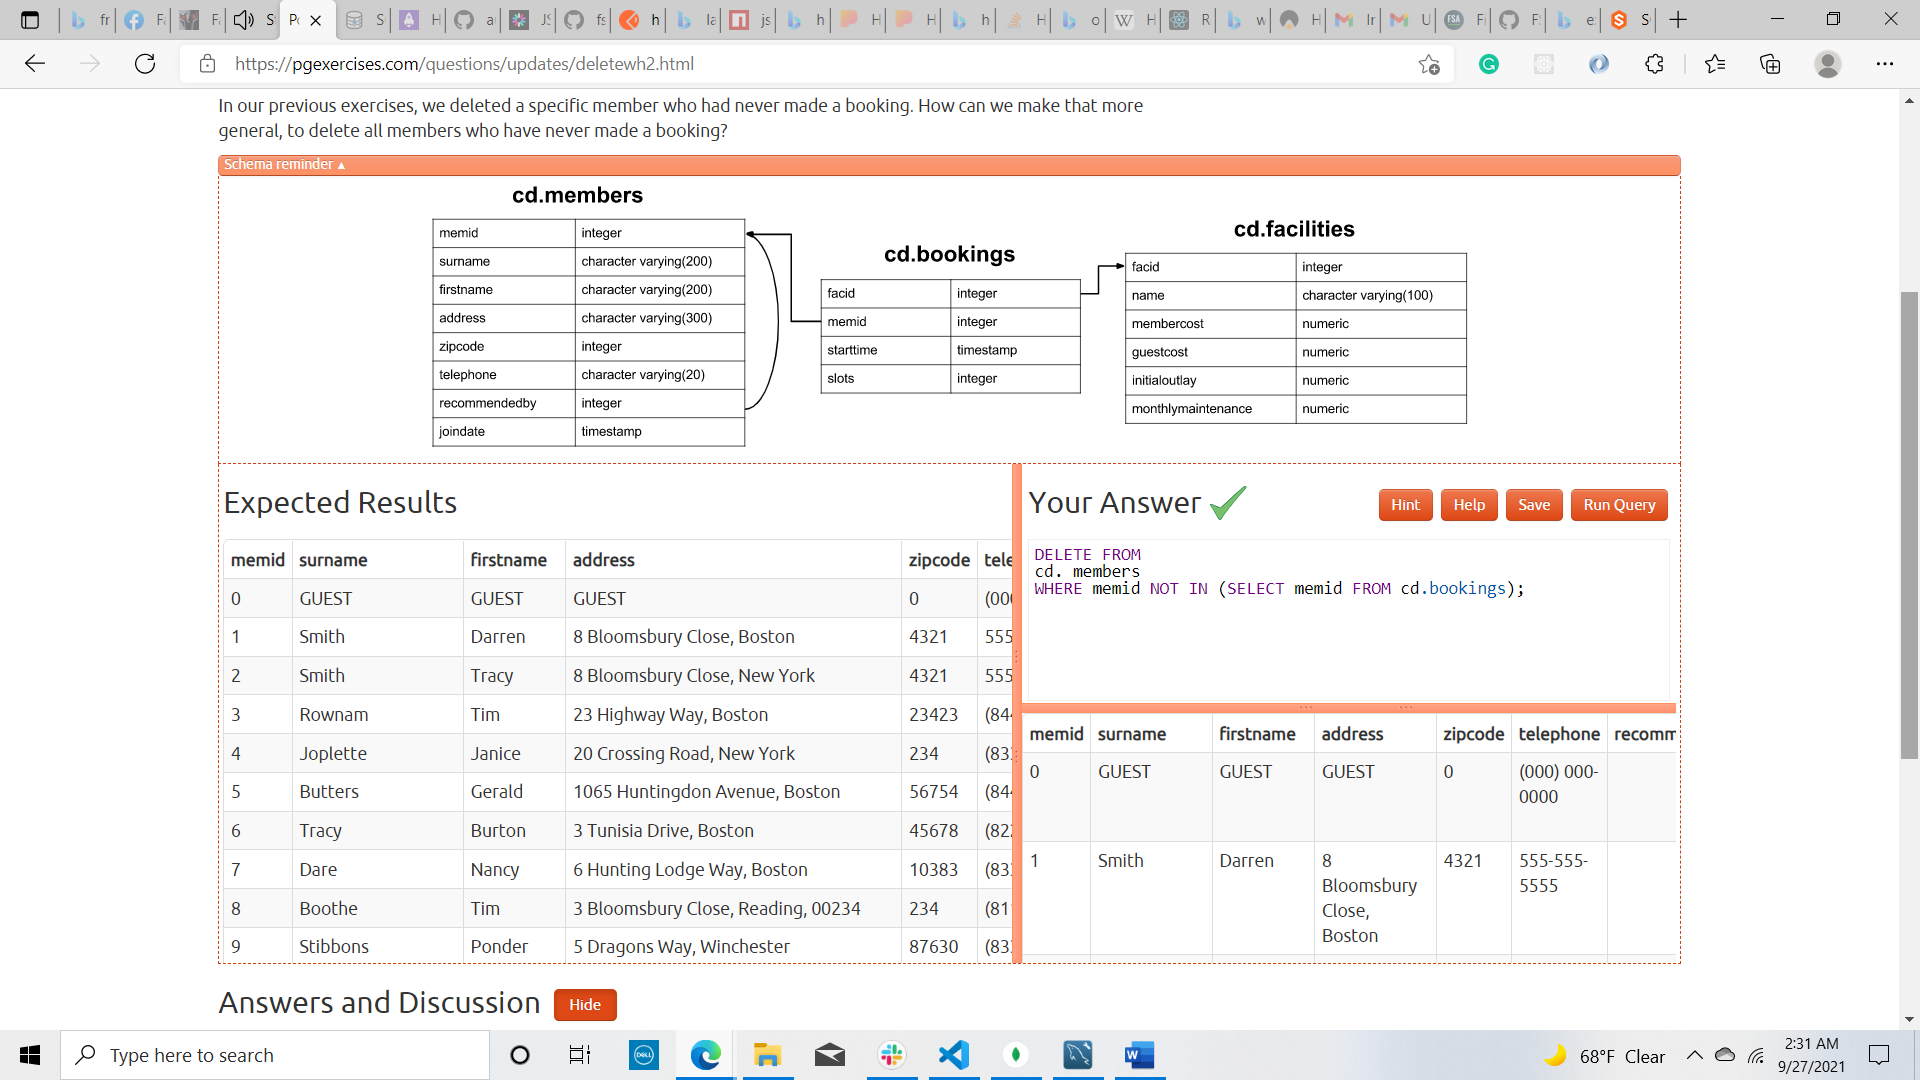 https://pgexercises.com/questions/updates/deletewh2.html
In our previous exercises, we deleted a specific member who had never made a booking. How can we make that more
general, to delete all members who have never made a booking?
Schema reminder ▲
cd.members
memid integer
surname character varying(200)
firstname character varying(200)
address character varying(300)
zipcode integer
telephone character varying(20)
recommendedby integer
joindate timestamp
cd.bookings
facid integer
memid integer
starttime timestamp
slots integer
cd.facilities
facid integer
name character varying(100)
membercost numeric
guestcost numeric
initialoutlay numeric
monthlymaintenance numeric
Expected Results
memid surname firstname address zipcode tele
0 GUEST GUEST GUEST 0 (00
1 Smith Darren 8 Bloomsbury Close, Boston 4321 555
2 Smith Tracy 8 Bloomsbury Close, New York 4321 555
3 Rownam Tim 23 Highway Way, Boston 23423 (84
4 Joplette Janice 20 Crossing Road, New York 234 (83
5 Butters Gerald 1065 Huntingdon Avenue, Boston 56754 (84
6 Tracy Burton 3 Tunisia Drive, Boston 45678 (82
7 Dare Nancy 6 Hunting Lodge Way, Boston 10383 (83
8 Boothe Tim 3 Bloomsbury Close, Reading, 00234 234 (81
9 Stibbons Ponder 5 Dragons Way, Winchester 87630 (83
Your Answer
Hint Help Save Run Query
DELETE FROM
cd. members
WHERE memid NOT IN (SELECT memid FROM cd.bookings);
memid surname firstname address zipcode telephone recomm
0 GUEST GUEST GUEST 0 (000) 000-
0000
1 Smith Darren 8 4321 555-555-
Bloomsbury 5555
Close,
Boston
Answers and Discussion Hide
Type here to search
DELL
68°F Clear
2:31 AM
9/27/2021